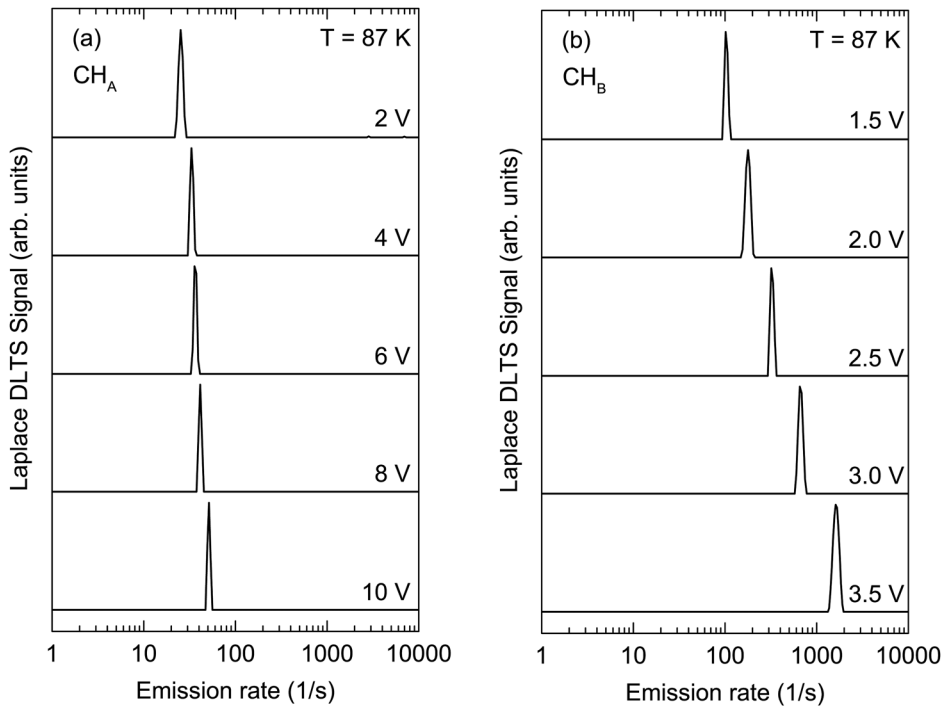 (a)
T = 87 K
CH_A
2 V
4 V
6 V
8 V
10 V
Laplace DLTS Signal (arb. units)
1 10 100 1000 10000
Emission rate (1/s)
(b)
T = 87 K
CH_B
1.5 V
2.0 V
2.5 V
3.0 V
3.5 V
Laplace DLTS Signal (arb. units)
1 10 100 1000 10000
Emission rate (1/s)